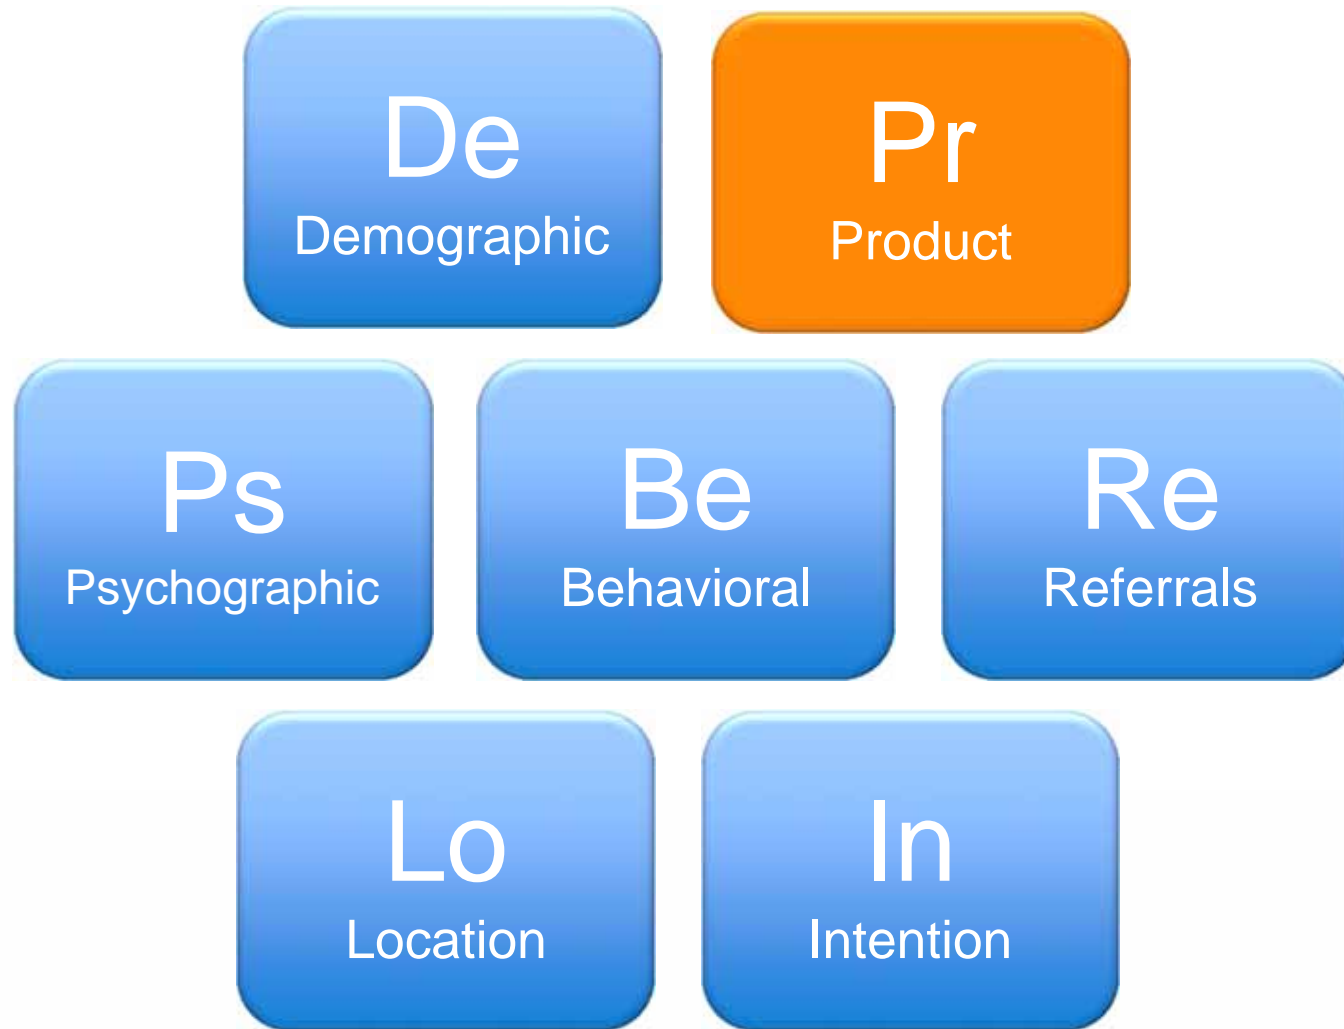 De
Demographic
Pr
Product
Ps
Psychographic
Be
Behavioral
Re
Referrals
Lo
Location
In
Intention